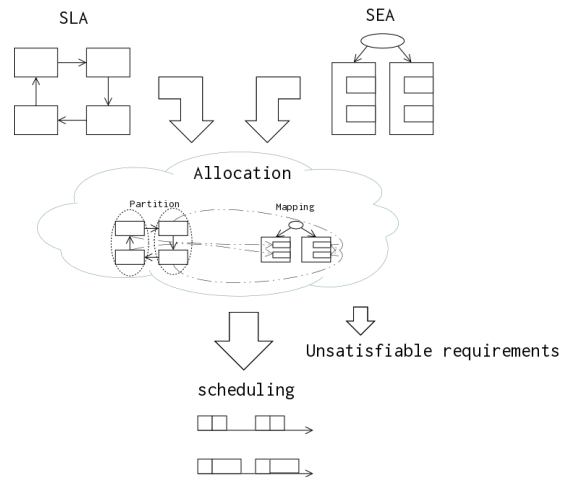 SLA
SEA
Allocation
Partition
Mapping
Unsatisfiable requirements
scheduling